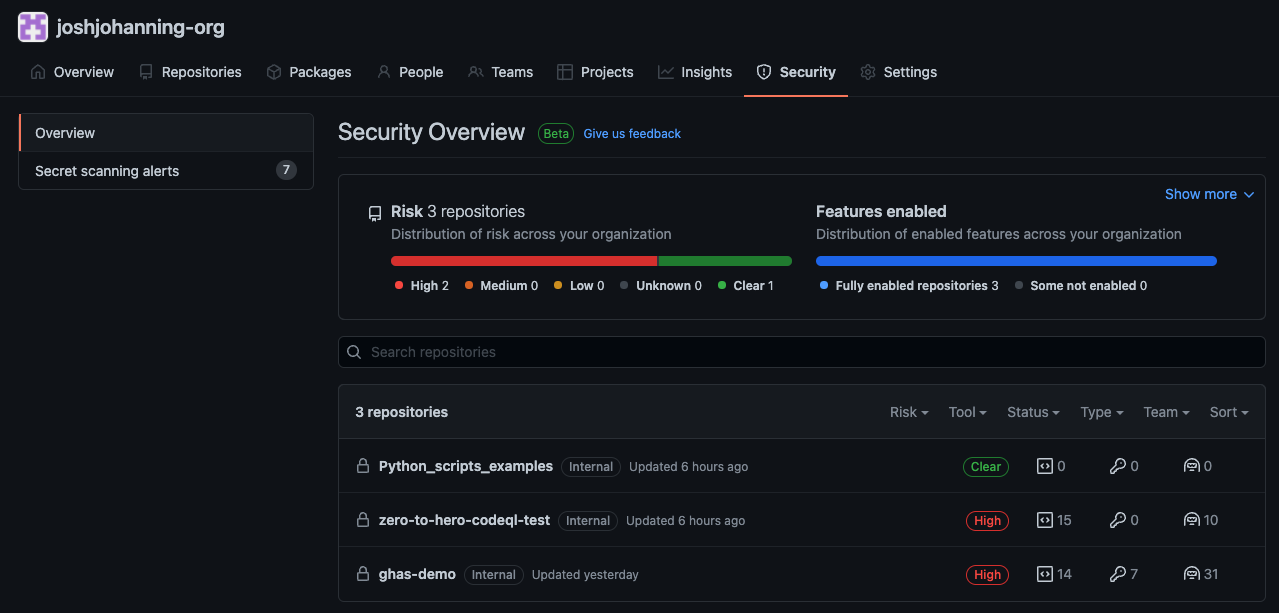 joshjohanning-org
Overview Repositories Packages People Teams Projects Insights Security Settings
Overview
Secret scanning alerts 7
Security Overview Beta Give us feedback
Show more
Risk 3 repositories
Distribution of risk across your organization
High 2 Medium 0 Low 0 Unknown 0 Clear 1
Features enabled
Distribution of enabled features across your organization
Fully enabled repositories 3 Some not enabled 0
Search repositories
3 repositories Risk Tool Status Type Team Sort
Python_scripts_examples Internal Updated 6 hours ago Clear 0 0 0
zero-to-hero-codeql-test Internal Updated 6 hours ago High 15 0 10
ghas-demo Internal Updated yesterday High 14 7 31